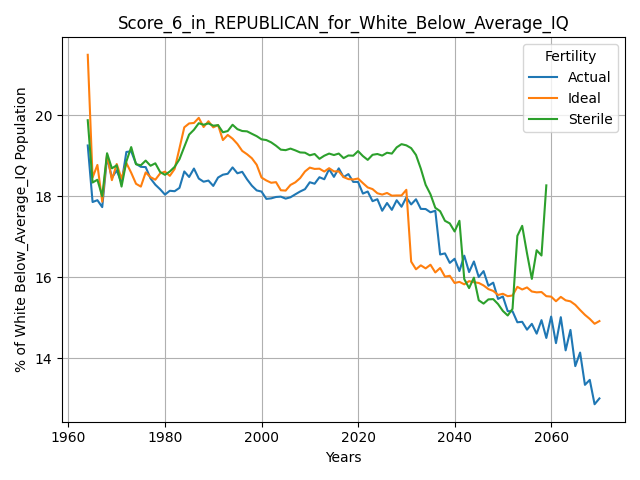 Score_6_in_REPUBLICAN_for_White_Below_Average_IQ
% of White Below_Average_IQ Population
Fertility
Actual
Ideal
Sterile
20
18
16
14
1960
1980
2000
2020
2040
2060
Years